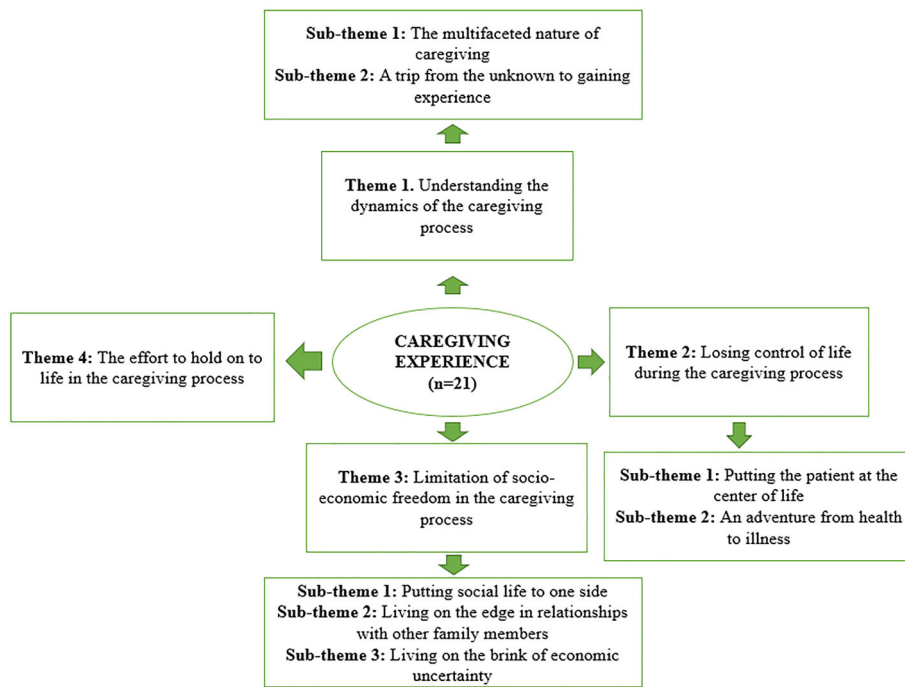 Sub-theme 1: The multifaceted nature of
caregiving
Sub-theme 2: A trip from the unknown to gaining
experience
Theme 1. Understanding the
dynamics of the caregiving
process
Theme 4: The effort to hold on to
life in the caregiving process
CAREGIVING
EXPERIENCE
(n=21)
Theme 2: Losing control of life
during the caregiving process
Theme 3: Limitation of socio-
economic freedom in the caregiving
process
Sub-theme 1: Putting the patient at the
center of life
Sub-theme 2: An adventure from health
to illness
Sub-theme 1: Putting social life to one side
Sub-theme 2: Living on the edge in relationships
with other family members
Sub-theme 3: Living on the brink of economic
uncertainty